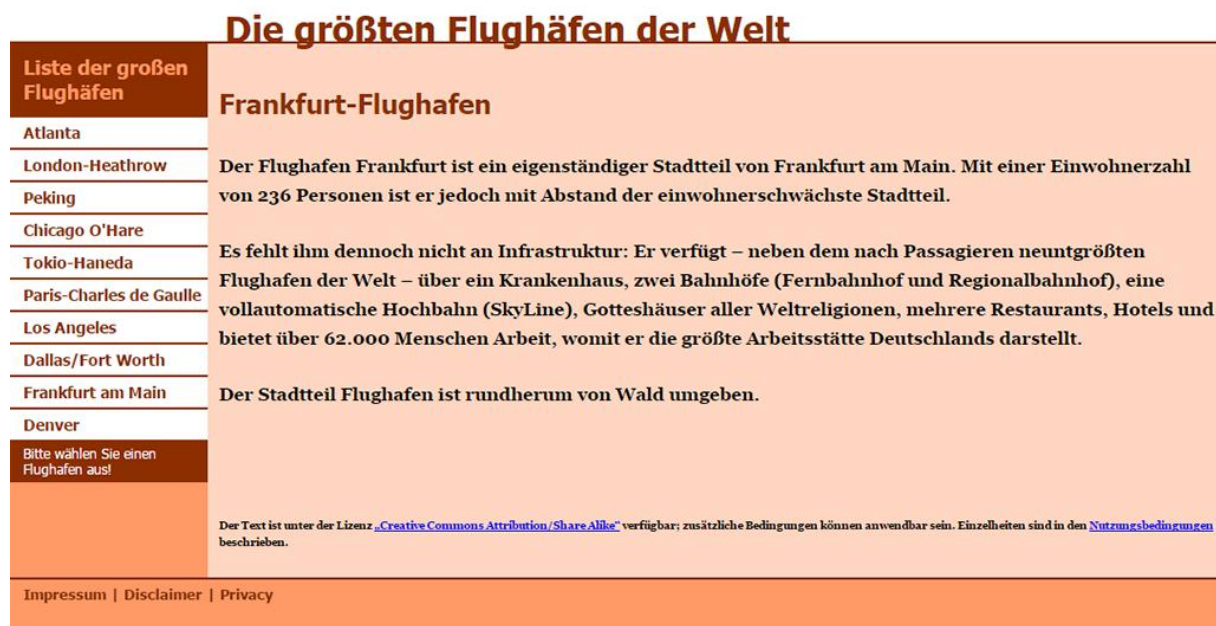 Die größten Flughäfen der Welt
Liste der großen
Flughäfen
Atlanta
London-Heathrow
Peking
Chicago O'Hare
Tokio-Haneda
Paris-Charles de Gaulle
Los Angeles
Dallas/Fort Worth
Frankfurt am Main
Denver
Bitte wählen Sie einen
Flughafen aus!
Frankfurt-Flughafen
Der Flughafen Frankfurt ist ein eigenständiger Stadtteil von Frankfurt am Main. Mit einer Einwohnerzahl
von 236 Personen ist er jedoch mit Abstand der einwohnerschwächste Stadtteil.
Es fehlt ihm dennoch nicht an Infrastruktur: Er verfügt – neben dem nach Passagieren neuntgrößten
Flughafen der Welt – über ein Krankenhaus, zwei Bahnhöfe (Fernbahnhof und Regionalbahnhof), eine
vollautomatische Hochbahn (SkyLine), Gotteshäuser aller Weltreligionen, mehrere Restaurants, Hotels und
bietet über 62.000 Menschen Arbeit, womit er die größte Arbeitsstätte Deutschlands darstellt.
Der Stadtteil Flughafen ist rundherum von Wald umgeben.
Der Text ist unter der Lizenz „Creative Commons Attribution/Share Alike" verfügbar; zusätzliche Bedingungen können anwendbar sein. Einzelheiten sind in den Nutzungsbedingungen
beschrieben.
Impressum | Disclaimer | Privacy